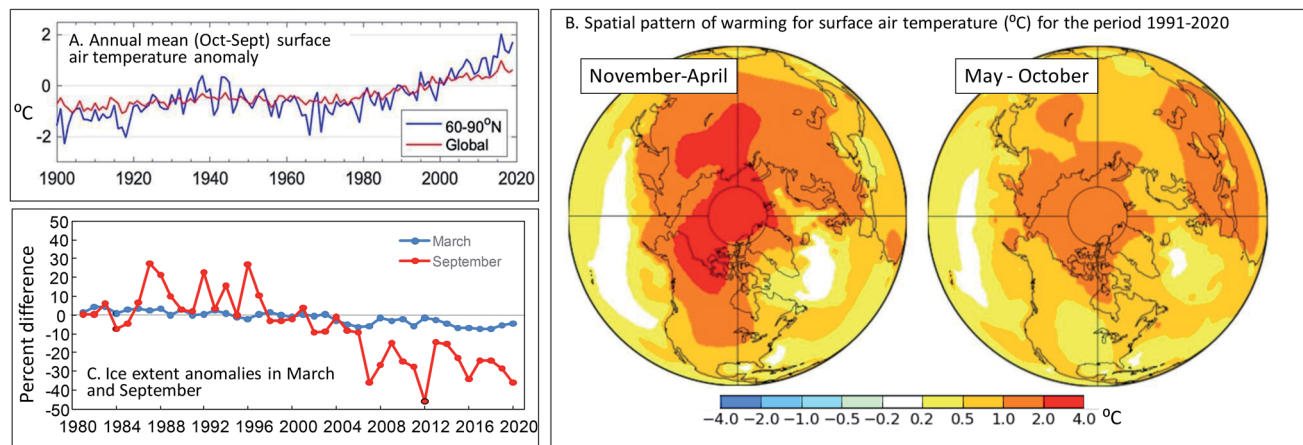 A. Annual mean (Oct-Sept) surface
air temperature anomaly
2
0
-2
⁰C
60-90⁰N
Global
1900 1920 1940 1960 1980 2000 2020
B. Spatial pattern of warming for surface air temperature (⁰C) for the period 1991-2020
November-April
May - October
-4.0 -2.0 -1.0 -0.5 -0.2 0.2 0.5 1.0 2.0 4.0 ⁰C
50
40
30
20
10
0
-10
-20
-30
-40
-50
Percent difference
March
September
C. Ice extent anomalies in March
and September
1980 1984 1988 1992 1996 2000 2004 2008 2012 2016 2020